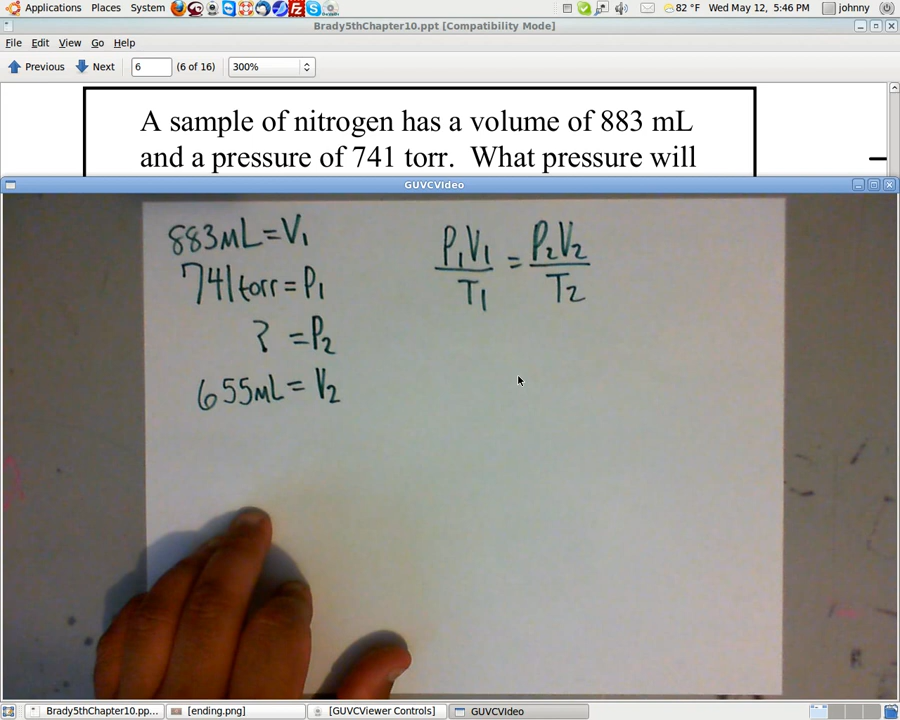 Applications Places System 82 °F Wed May 12, 5:46 PM johnny
Brady5thChapter10.ppt [Compatibility Mode]
File Edit View Go Help
Previous Next 6 (6 of 16) 300%
A sample of nitrogen has a volume of 883 mL
and a pressure of 741 torr. What pressure will
GUVCVideo
883mL=V₁
741torr=P₁
? =P₂
655mL=V₂
P₁V₁/T₁ = P₂V₂/T₂
Brady5thChapter10.pp... [ending.png] [GUVCViewer Controls] GUVCVideo